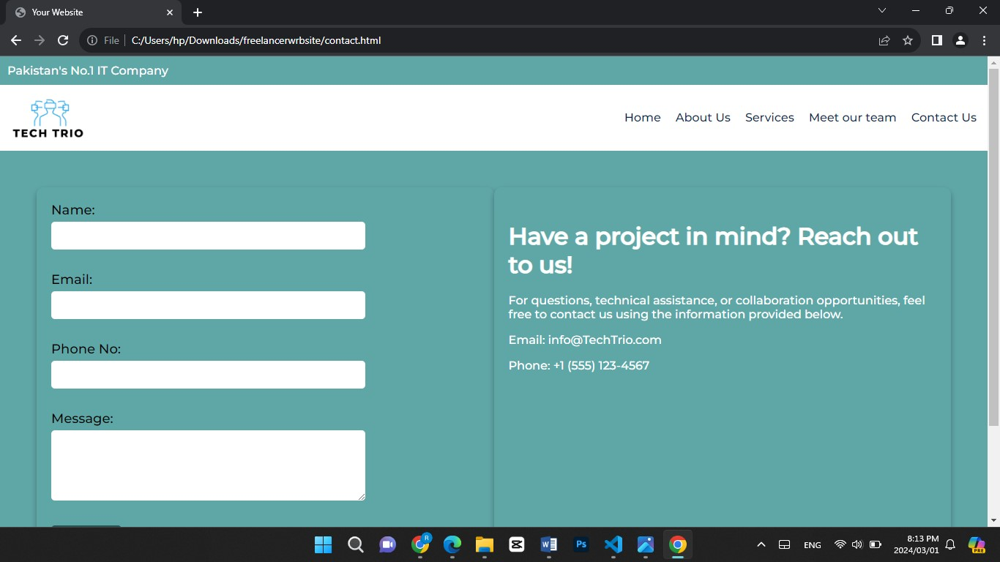 Your Website
File
C:/Users/hp/Downloads/freelancerwrbsite/contact.html
Pakistan's No.1 IT Company
TECH TRIO
Home About Us Services Meet our team Contact Us
Name:
Email:
Phone No:
Message:
Have a project in mind? Reach out
to us!
For questions, technical assistance, or collaboration opportunities, feel
free to contact us using the information provided below.
Email: info@TechTrio.com
Phone: +1 (555) 123-4567
R
W
Ps
ENG
8:13 PM
2024/03/01
PRE